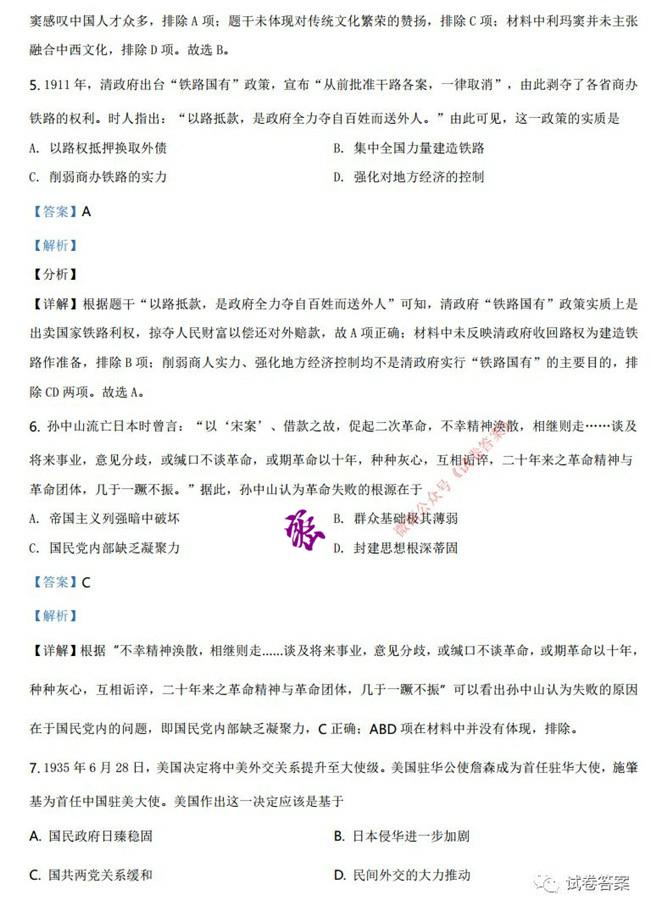 窦感叹中国人才众多，排除 A 项；题干未体现对传统文化繁荣的赞扬，排除 C 项；材料中利玛窦并未主张
融合中西文化，排除 D 项。故选 B。
5. 1911 年，清政府出台“铁路国有”政策，宣布“从前批准干路各案，一律取消”，由此剥夺了各省商办
铁路的权利。时人指出：“以路抵款，是政府全力夺自百姓而送外人。”由此可见，这一政策的实质是
A. 以路权抵押换取外债 B. 集中全国力量建造铁路
C. 削弱商办铁路的实力 D. 强化对地方经济的控制
【答案】A
【解析】
【分析】
【详解】根据题干“以路抵款，是政府全力夺自百姓而送外人”可知，清政府“铁路国有”政策实质上是
出卖国家铁路利权，掠夺人民财富以偿还对外赔款，故 A 项正确；材料中未反映清政府收回路权为建造铁
路作准备，排除 B 项；削弱商人实力、强化地方经济控制均不是清政府实行“铁路国有”的主要目的，排
除 CD 两项。故选 A。
6. 孙中山流亡日本时曾言：“以‘宋案’、借款之故，促起二次革命，不幸精神涣散，相继则走……谈及
将来事业，意见分歧，或缄口不谈革命，或期革命以十年，种种灰心，互相诟谇，二十年来之革命精神与
革命团体，几于一蹶不振。”据此，孙中山认为革命失败的根源在于
A. 帝国主义列强暗中破坏 B. 群众基础极其薄弱
C. 国民党内部缺乏凝聚力 D. 封建思想根深蒂固
微信公众号《试卷答案》
【答案】C
【解析】
【详解】根据“不幸精神涣散，相继则走......谈及将来事业，意见分歧，或缄口不谈革命，或期革命以十年，
种种灰心，互相诟谇，二十年来之革命精神与革命团体，几于一蹶不振”可以看出孙中山认为失败的原因
在于国民党内的问题，即国民党内部缺乏凝聚力，C 正确；ABD 项在材料中并没有体现，排除。
7. 1935 年 6 月 28 日，美国决定将中美外交关系提升至大使级。美国驻华公使詹森成为首任驻华大使，施肇
基为首任中国驻美大使。美国作出这一决定应该是基于
A. 国民政府日臻稳固 B. 日本侵华进一步加剧
C. 国共两党关系缓和 D. 民间外交的大力推动
试卷答案